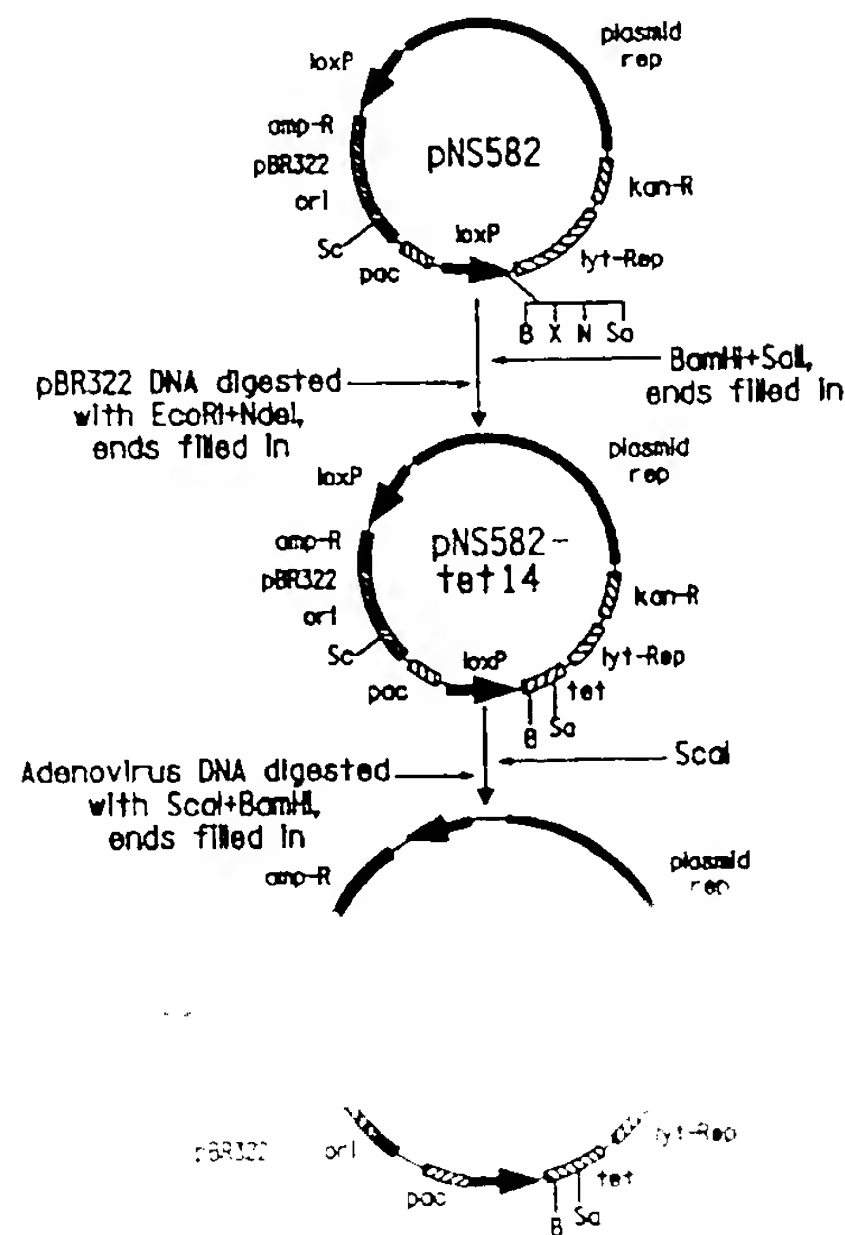 plasmid
rep
loxP
amp-R
pBR322
ori
pNS582
kan-R
Sc
loxP
pac
lyt-Rep
B X N Sa
pBR322 DNA digested
with EcoRI+NdeI,
ends filled in
BamHI+SalI,
ends filled in
plasmid
rep
loxP
amp-R
pBR322
ori
pNS582-
tet14
kan-R
Sc
loxP
lyt-Rep
pac
tet
B
Sa
Adenovirus DNA digested
with ScaI+BamHI,
ends filled in
ScaI
amp-R
plasmid
rep
pBR322
ori
lyt-Rep
pac
tet
B
Sa